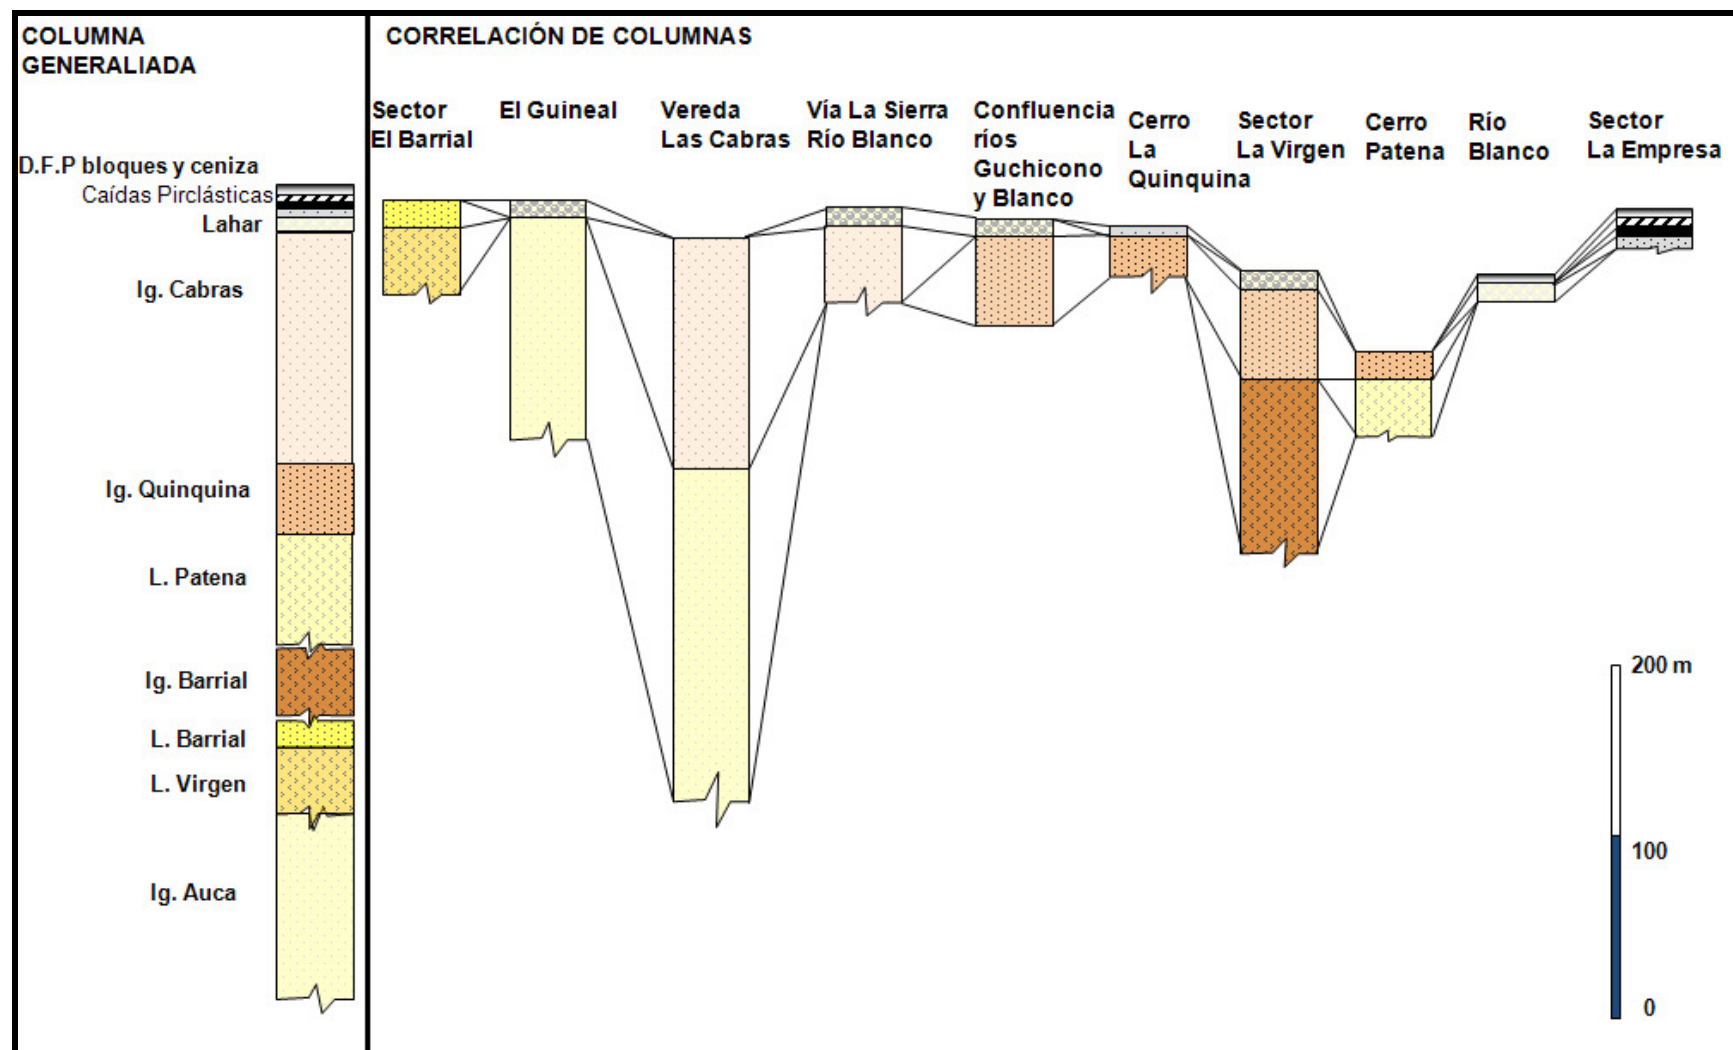 COLUMNA
GENERALIADA
CORRELACIÓN DE COLUMNAS
Sector
El Barrial
El Guineal
Vereda
Las Cabras
Vía La Sierra
Río Blanco
Confluencia
ríos
Guchicono
y Blanco
Cerro
La
Quinquina
Sector
La Virgen
Cerro
Patena
Río
Blanco
Sector
La Empresa
D.F.P bloques y ceniza
Caídas Pirclásticas
Lahar
Ig. Cabras
Ig. Quinquina
L. Patena
Ig. Barrial
L. Barrial
L. Virgen
Ig. Auca
200 m
100
0